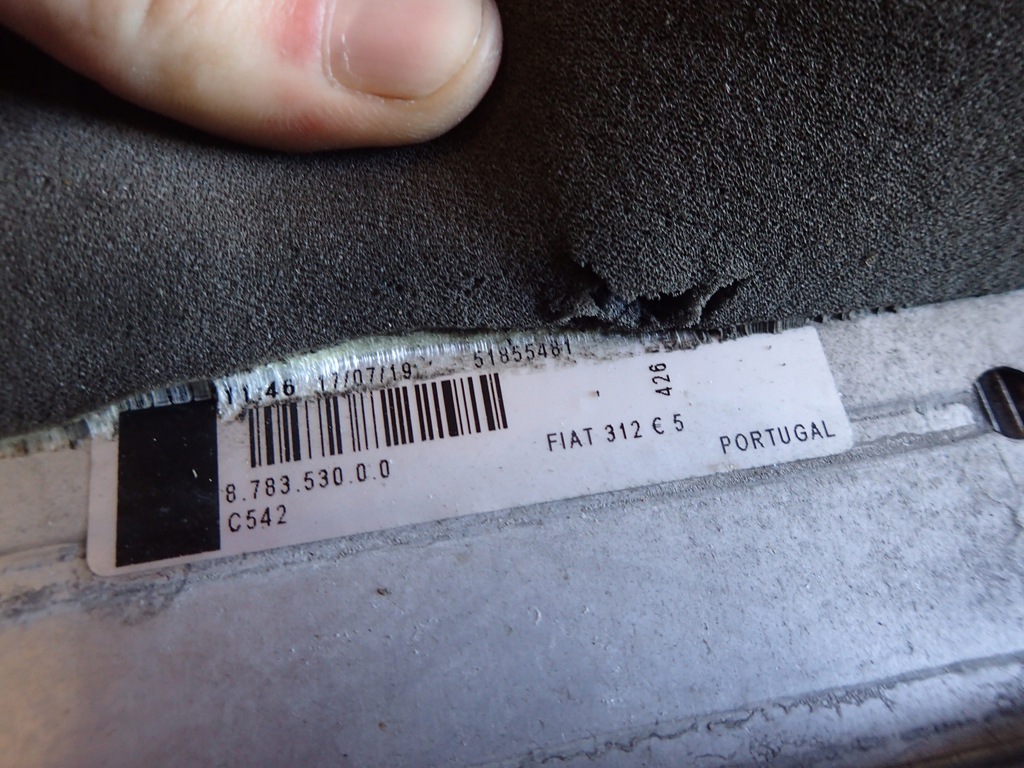 11:46 17/07/19 51855481
426
FIAT 312 € 5
PORTUGAL
8.783.530.0.0
C542